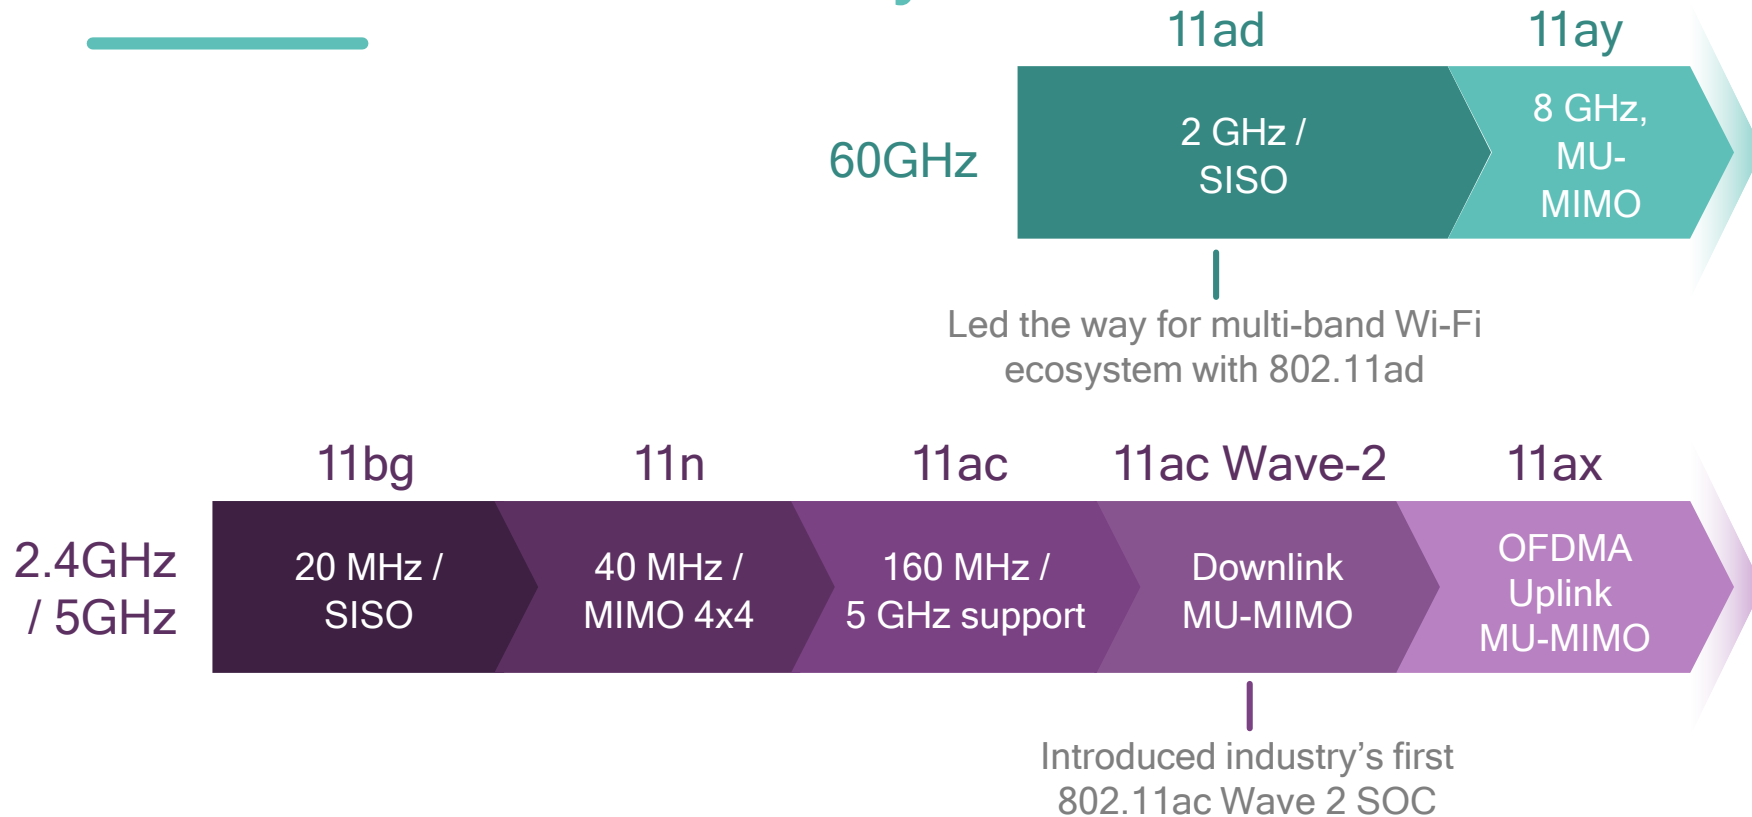 11ad
11ay
60GHz
2 GHz /
SISO
8 GHz,
MU-
MIMO
Led the way for multi-band Wi-Fi
ecosystem with 802.11ad
11bg
11n
11ac
11ac Wave-2
11ax
2.4GHz
/ 5GHz
20 MHz /
SISO
40 MHz /
MIMO 4x4
160 MHz /
5 GHz support
Downlink
MU-MIMO
OFDMA
Uplink
MU-MIMO
Introduced industry’s first
802.11ac Wave 2 SOC